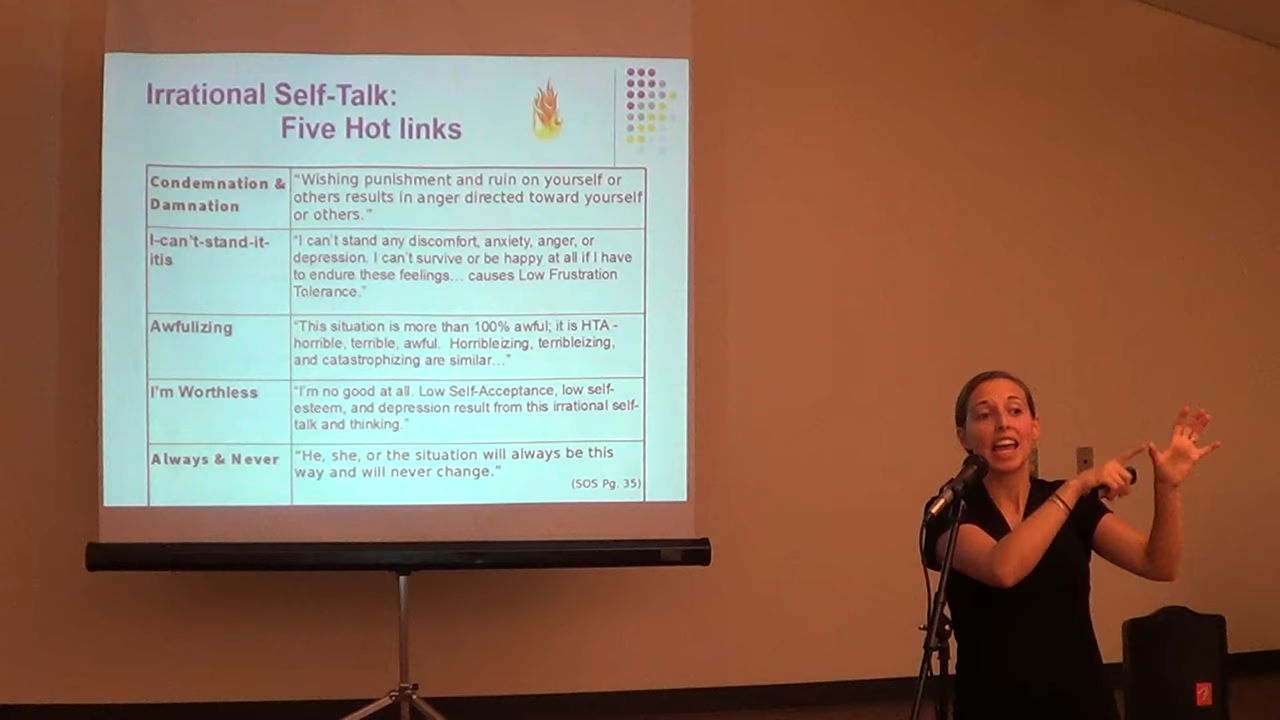 Irrational Self-Talk:
Five Hot links
Condemnation &
Damnation
“Wishing punishment and ruin on yourself or
others results in anger directed toward yourself
or others.”
I-can't-stand-it-
itis
“I can't stand any discomfort, anxiety, anger, or
depression. I can't survive or be happy at all if I have
to endure these feelings... causes Low Frustration
Tolerance.”
Awfulizing
“This situation is more than 100% awful; it is HTA -
horrible, terrible, awful. Horribleizing, terribleizing,
and catastrophizing are similar...”
I'm Worthless
“I'm no good at all. Low Self-Acceptance, low self-
esteem, and depression result from this irrational self-
talk and thinking.”
Always & Never
“He, she, or the situation will always be this
way and will never change.”
(SOS Pg. 35)